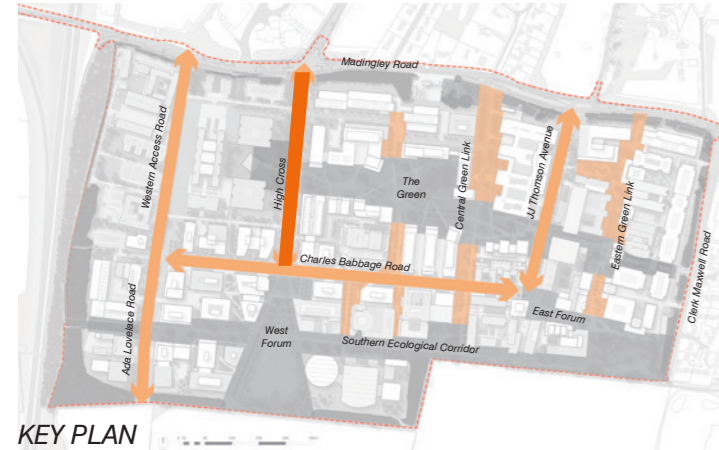 Madingley Road
Western Access Road
High Cross
The
Green
Central Green Link
JJ Thomson Avenue
Eastern Green Link
Clerk Maxwell Road
Charles Babbage Road
Ada Lovelace Road
West
Forum
East Forum
Southern Ecological Corridor
KEY PLAN